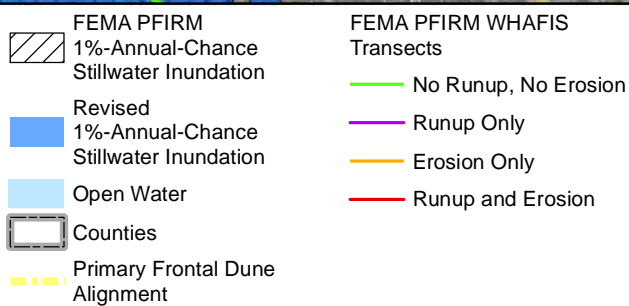 FEMA PFIRM
1%-Annual-Chance
Stillwater Inundation
Revised
1%-Annual-Chance
Stillwater Inundation
Open Water
Counties
Primary Frontal Dune
Alignment
FEMA PFIRM WHAFIS
Transects
No Runup, No Erosion
Runup Only
Erosion Only
Runup and Erosion